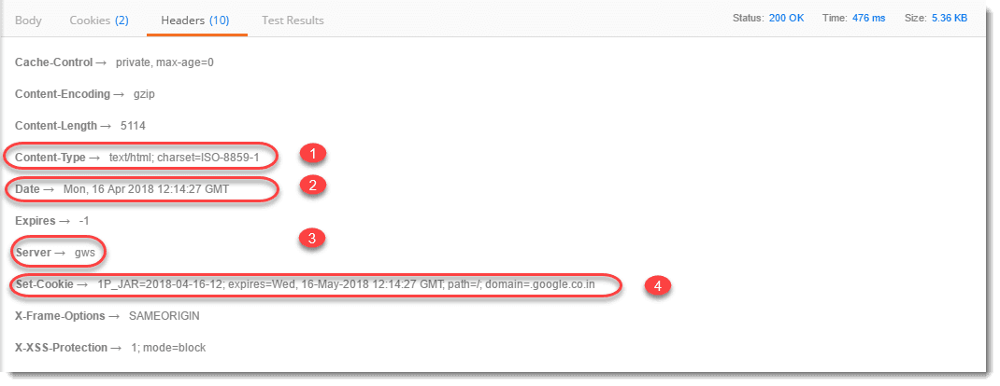 Body Cookies (2) Headers (10) Test Results Status: 200 OK Time: 476 ms Size: 5.36 KB
Cache-Control → private, max-age=0
Content-Encoding → gzip
Content-Length → 5114
Content-Type → text/html; charset=ISO-8859-1 1
Date → Mon, 16 Apr 2018 12:14:27 GMT 2
Expires → -1
3
Server → gws
Set-Cookie → 1P_JAR=2018-04-16-12; expires=Wed, 16-May-2018 12:14:27 GMT; path=/; domain=.google.co.in 4
X-Frame-Options → SAMEORIGIN
X-XSS-Protection → 1; mode=block